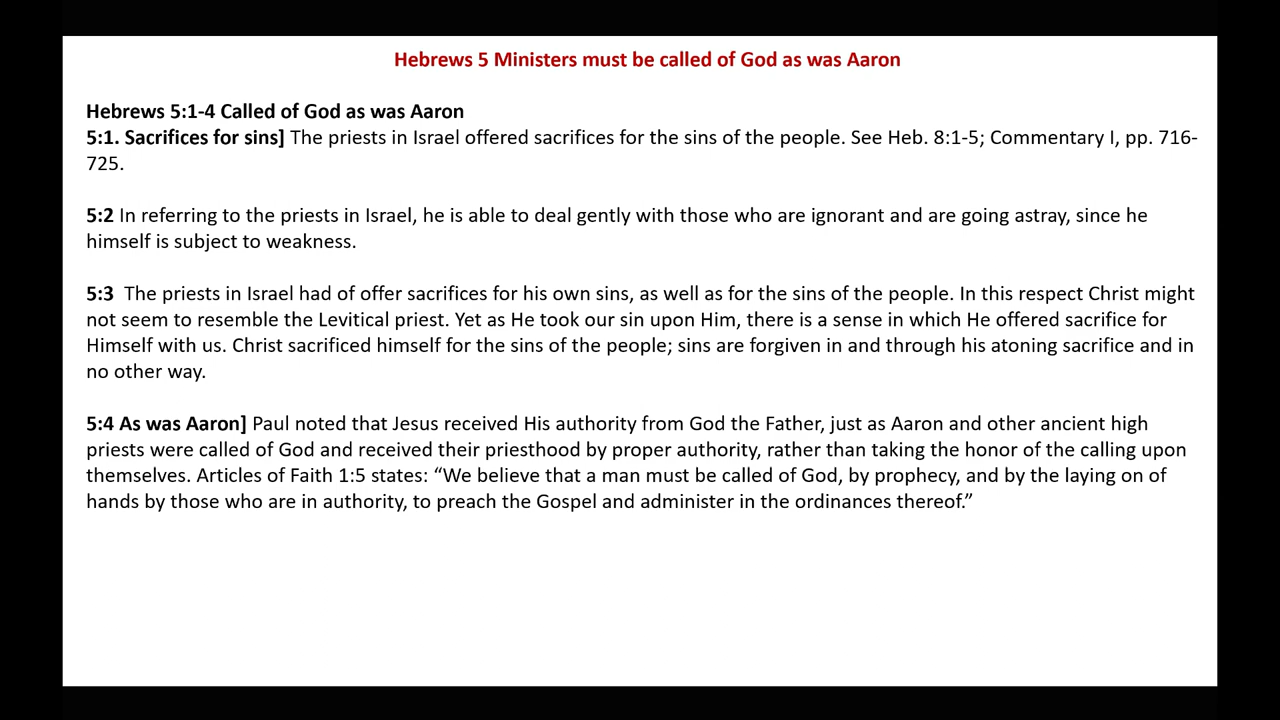 Hebrews 5 Ministers must be called of God as was Aaron
Hebrews 5:1-4 Called of God as was Aaron
5:1. Sacrifices for sins] The priests in Israel offered sacrifices for the sins of the people. See Heb. 8:1-5; Commentary I, pp. 716-
725.
5:2 In referring to the priests in Israel, he is able to deal gently with those who are ignorant and are going astray, since he
himself is subject to weakness.
5:3  The priests in Israel had of offer sacrifices for his own sins, as well as for the sins of the people. In this respect Christ might
not seem to resemble the Levitical priest. Yet as He took our sin upon Him, there is a sense in which He offered sacrifice for
Himself with us. Christ sacrificed himself for the sins of the people; sins are forgiven in and through his atoning sacrifice and in
no other way.
5:4 As was Aaron] Paul noted that Jesus received His authority from God the Father, just as Aaron and other ancient high
priests were called of God and received their priesthood by proper authority, rather than taking the honor of the calling upon
themselves. Articles of Faith 1:5 states: “We believe that a man must be called of God, by prophecy, and by the laying on of
hands by those who are in authority, to preach the Gospel and administer in the ordinances thereof.”